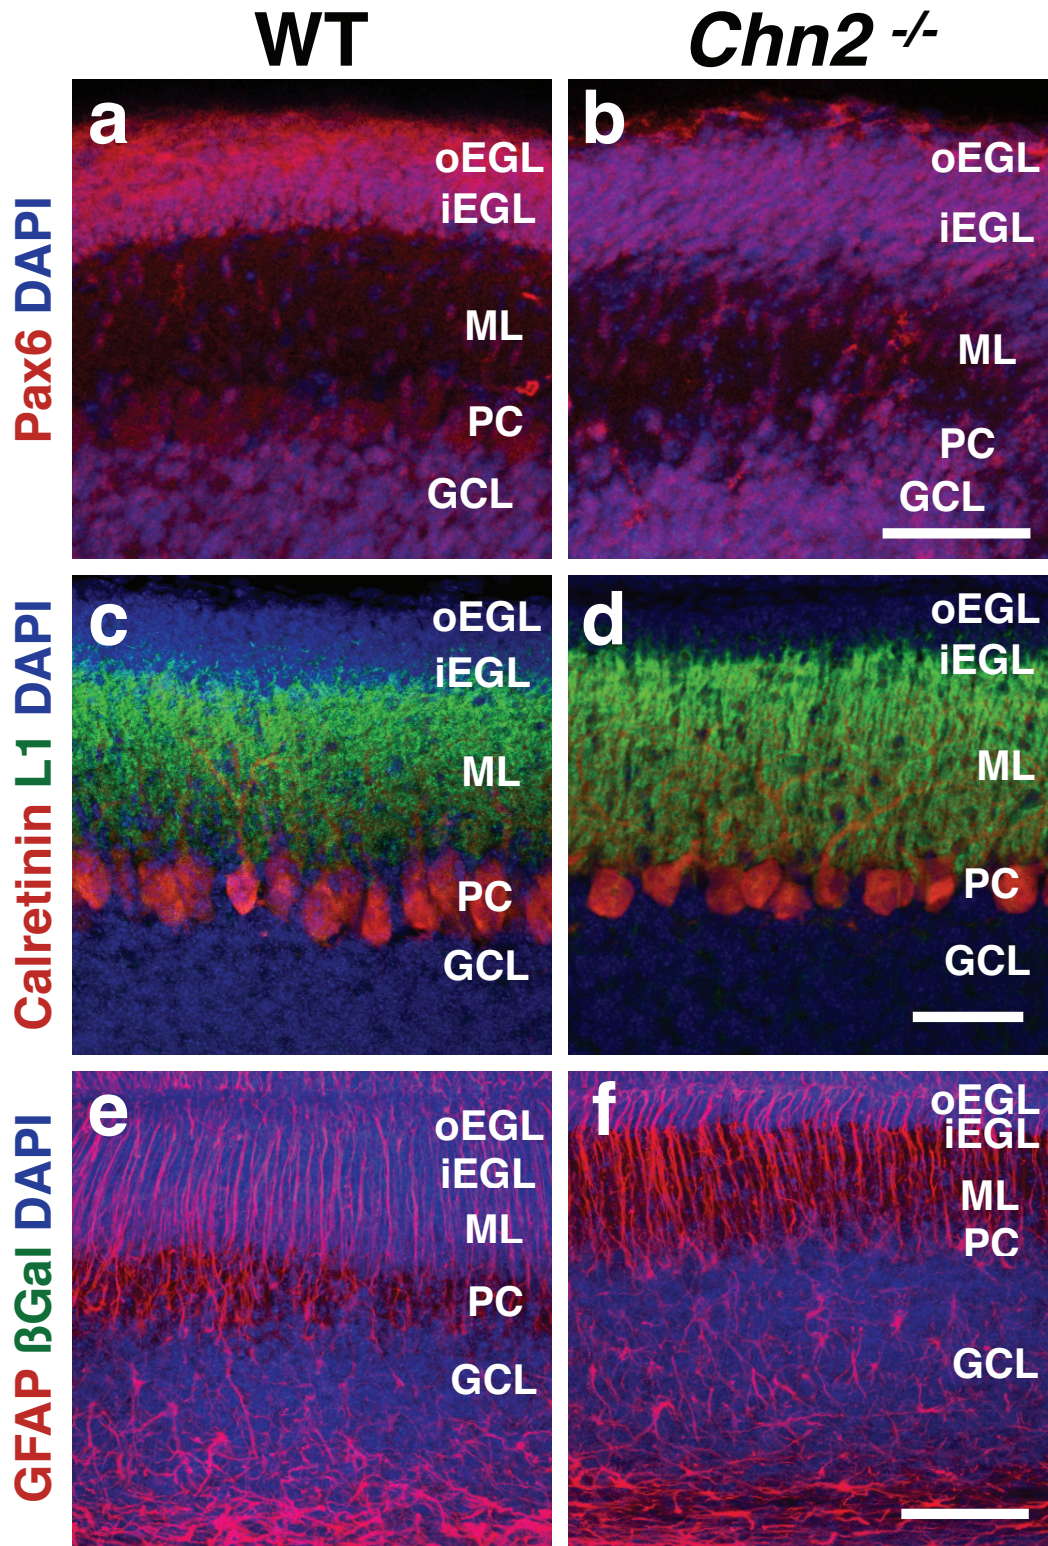 WT
Chn2 -/-
Pax6 DAPI
a
oEGL
iEGL
ML
PC
GCL
b
oEGL
iEGL
ML
PC
GCL
Calretinin L1 DAPI
c
oEGL
iEGL
ML
PC
GCL
d
oEGL
iEGL
ML
PC
GCL
GFAP ßGal DAPI
e
oEGL
iEGL
ML
PC
GCL
f
oEGL
iEGL
ML
PC
GCL